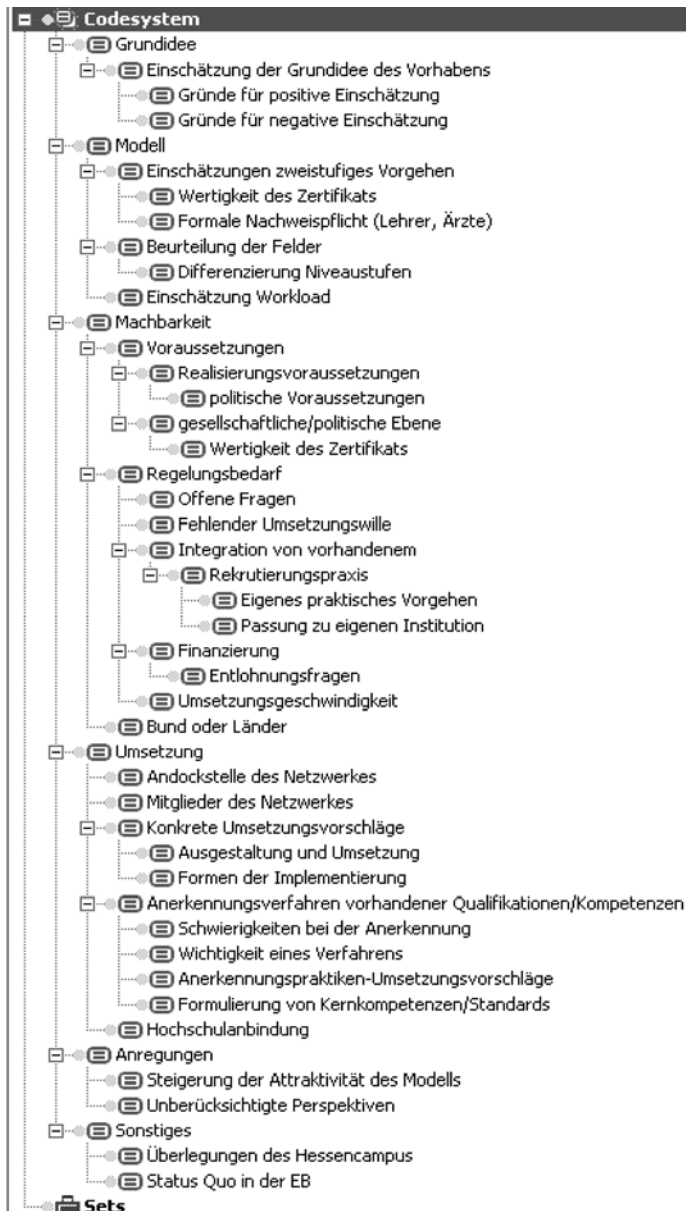 Codesystem
Grundidee
Einschätzung der Grundidee des Vorhabens
Gründe für positive Einschätzung
Gründe für negative Einschätzung
Modell
Einschätzungen zweistufiges Vorgehen
Wertigkeit des Zertifikats
Formale Nachweispflicht (Lehrer, Ärzte)
Beurteilung der Felder
Differenzierung Niveaustufen
Einschätzung Workload
Machbarkeit
Voraussetzungen
Realisierungsvoraussetzungen
politische Voraussetzungen
gesellschaftliche/politische Ebene
Wertigkeit des Zertifikats
Regelungsbedarf
Offene Fragen
Fehlender Umsetzungswille
Integration von vorhandenem
Rekrutierungspraxis
Eigenes praktisches Vorgehen
Passung zu eigenen Institution
Finanzierung
Entlohnungsfragen
Umsetzungsgeschwindigkeit
Bund oder Länder
Umsetzung
Andockstelle des Netzwerkes
Mitglieder des Netzwerkes
Konkrete Umsetzungsvorschläge
Ausgestaltung und Umsetzung
Formen der Implementierung
Anerkennungsverfahren vorhandener Qualifikationen/Kompetenzen
Schwierigkeiten bei der Anerkennung
Wichtigkeit eines Verfahrens
Anerkennungspraktiken-Umsetzungsvorschläge
Formulierung von Kernkompetenzen/Standards
Hochschulanbindung
Anregungen
Steigerung der Attraktivität des Modells
Unberücksichtigte Perspektiven
Sonstiges
Überlegungen des Hessencampus
Status Quo in der EB
Sets